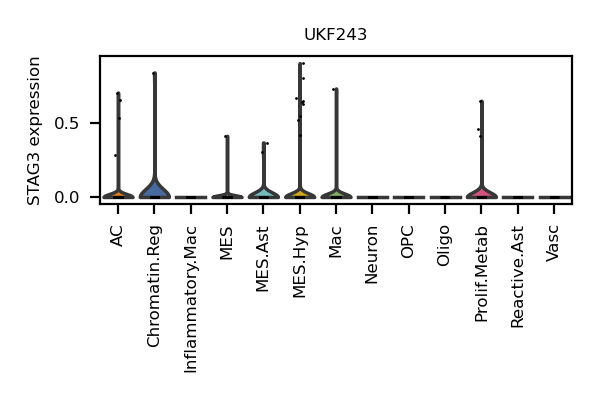 UKF243
STAG3 expression
0.5
0.0
AC
Chromatin.Reg
Inflammatory.Mac
MES
MES.Ast
MES.Hyp
Mac
Neuron
OPC
Oligo
Prolif.Metab
Reactive.Ast
Vasc